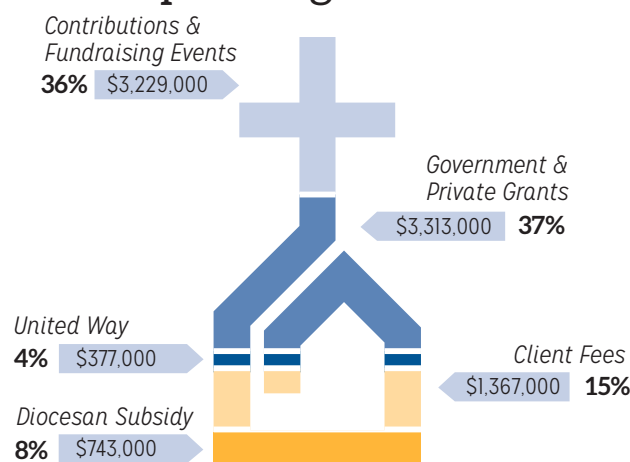 Contributions &
Fundraising Events
36% $3,229,000
Government &
Private Grants
$3,313,000 37%
United Way
4% $377,000
Client Fees
$1,367,000 15%
Diocesan Subsidy
8% $743,000